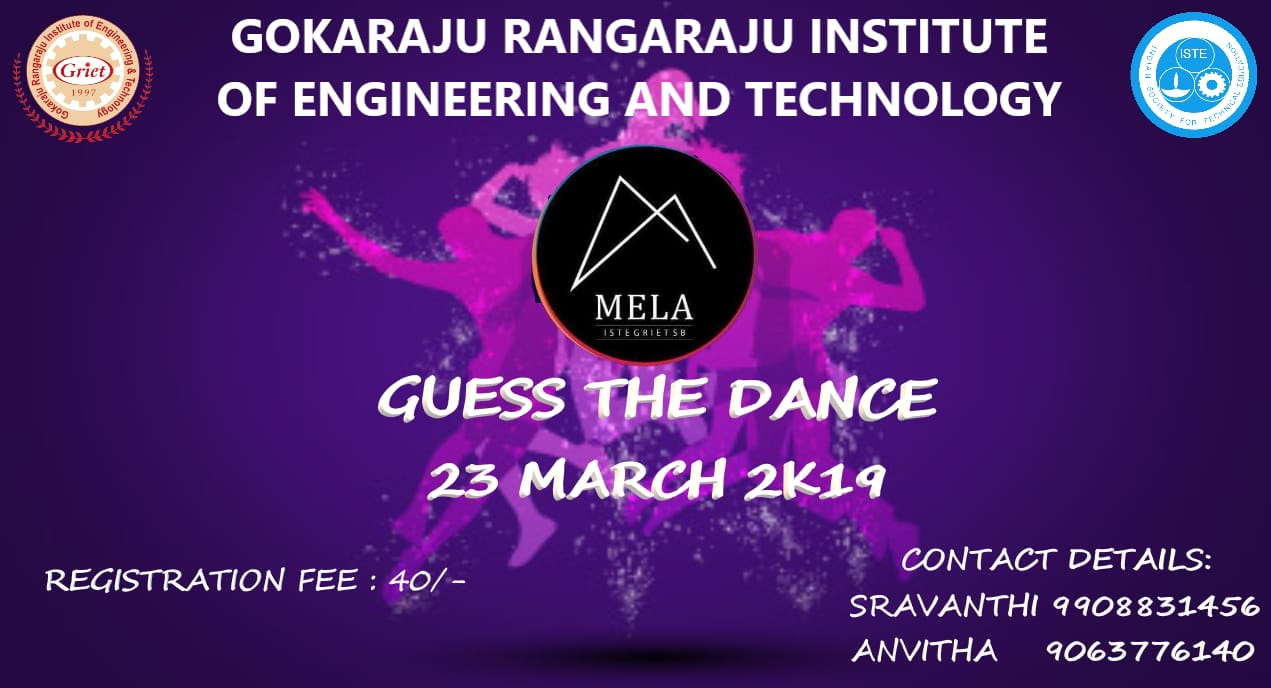 GOKARAJU RANGARAJU INSTITUTE
OF ENGINEERING AND TECHNOLOGY
Gokaraju Rangaraju Institute of Engineering & Technology
Griet
1997
ISTE
INDIAN SOCIETY FOR TECHNICAL EDUCATION
MELA
ISTEGRIETSB
GUESS THE DANCE
23 MARCH 2K19
REGISTRATION FEE : 40/-
CONTACT DETAILS:
SRAVANTHI 9908831456
ANVITHA 9063776140